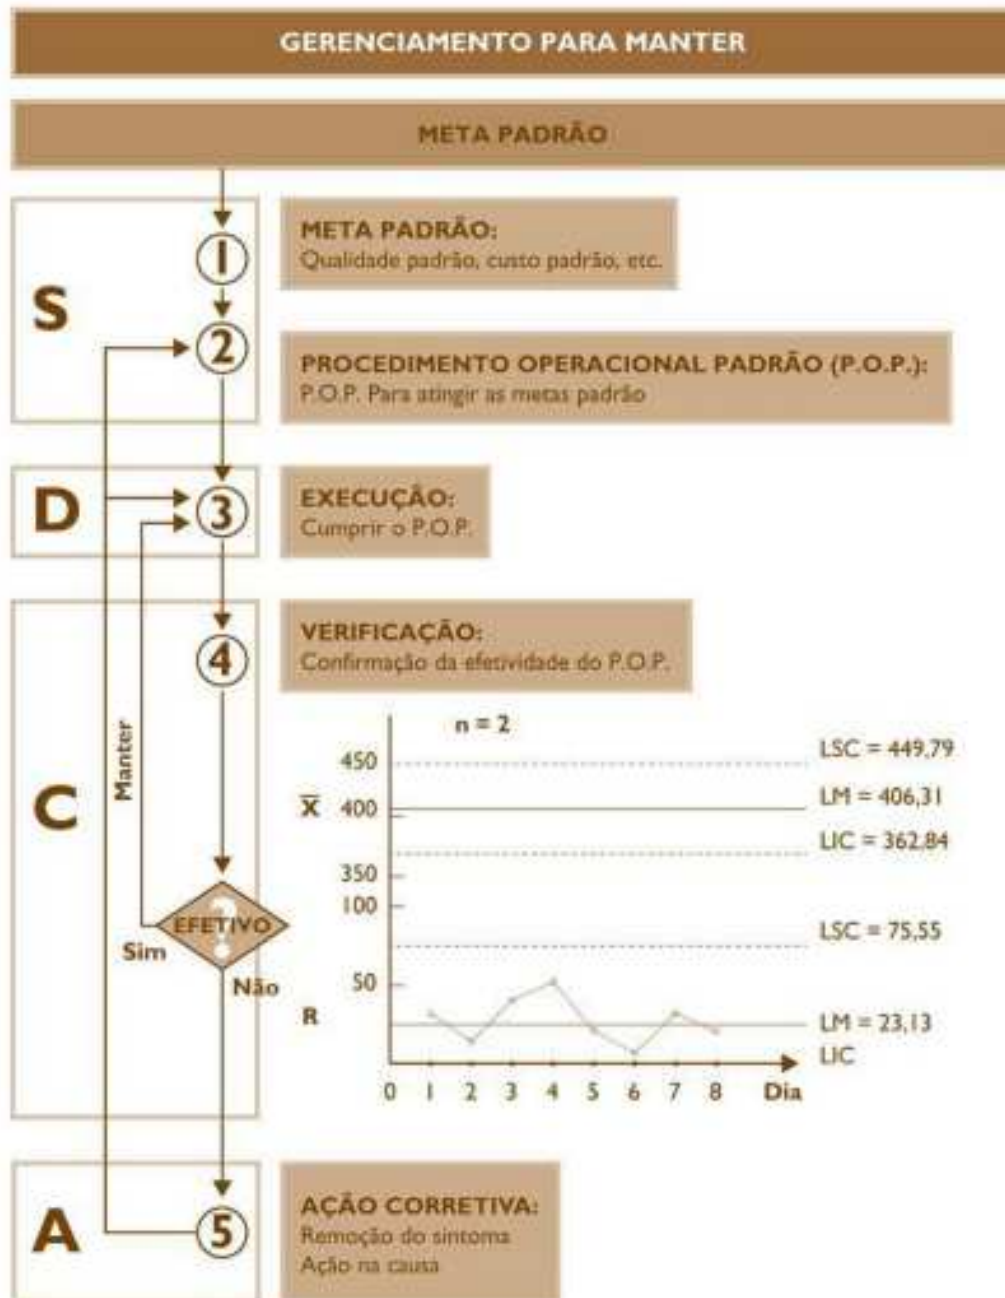 GERENCIAMENTO PARA MANTER
META PADRÃO
S
1
META PADRÃO:
Qualidade padrão, custo padrão, etc.
2
PROCEDIMENTO OPERACIONAL PADRÃO (P.O.P.):
P.O.P. Para atingir as metas padrão
D
3
EXECUÇÃO:
Cumprir o P.O.P.
C
4
VERIFICAÇÃO:
Confirmação da efetividade do P.O.P.
Manter
?
EFETIVO
Sim
Não
n = 2
450
LSC = 449,79
X̅
400
LM = 406,31
LIC = 362,84
350
100
LSC = 75,55
50
R
LM = 23,13
LIC
0 1 2 3 4 5 6 7 8 Dia
A
5
AÇÃO CORRETIVA:
Remoção do sintoma
Ação na causa